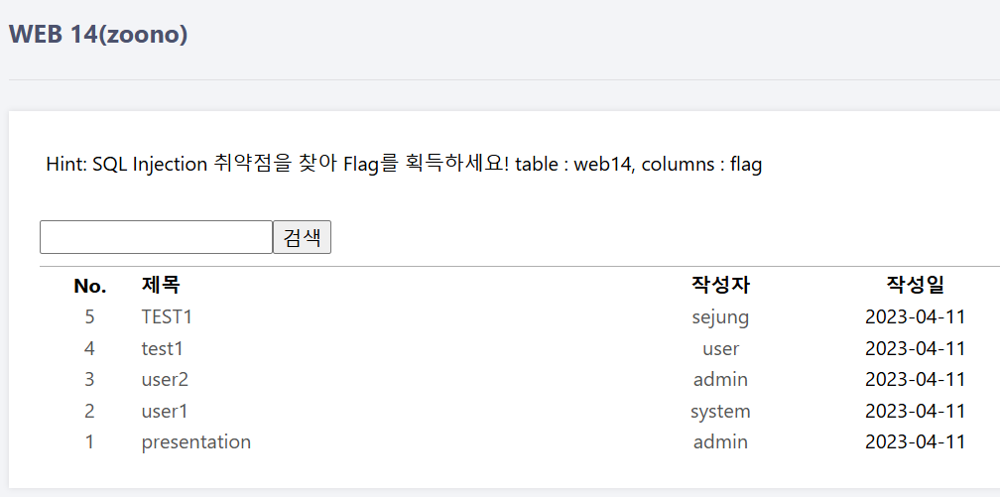 WEB 14(zoono)
Hint: SQL Injection 취약점을 찾아 Flag를 획득하세요! table : web14, columns : flag
검색
No. 제목 작성자 작성일
5 TEST1 sejung 2023-04-11
4 test1 user 2023-04-11
3 user2 admin 2023-04-11
2 user1 system 2023-04-11
1 presentation admin 2023-04-11